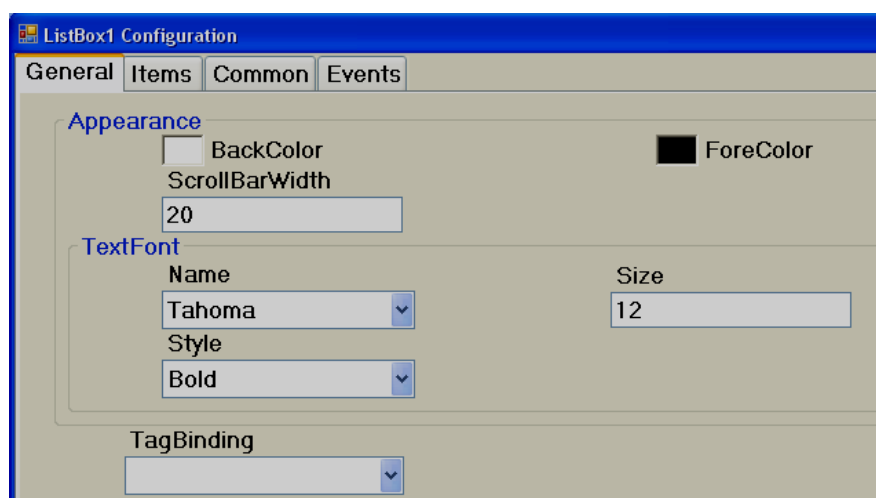 ListBox1 Configuration
General Items Common Events
Appearance
BackColor ForeColor
ScrollBarWidth
20
TextFont
Name Size
Tahoma 12
Style
Bold
TagBinding